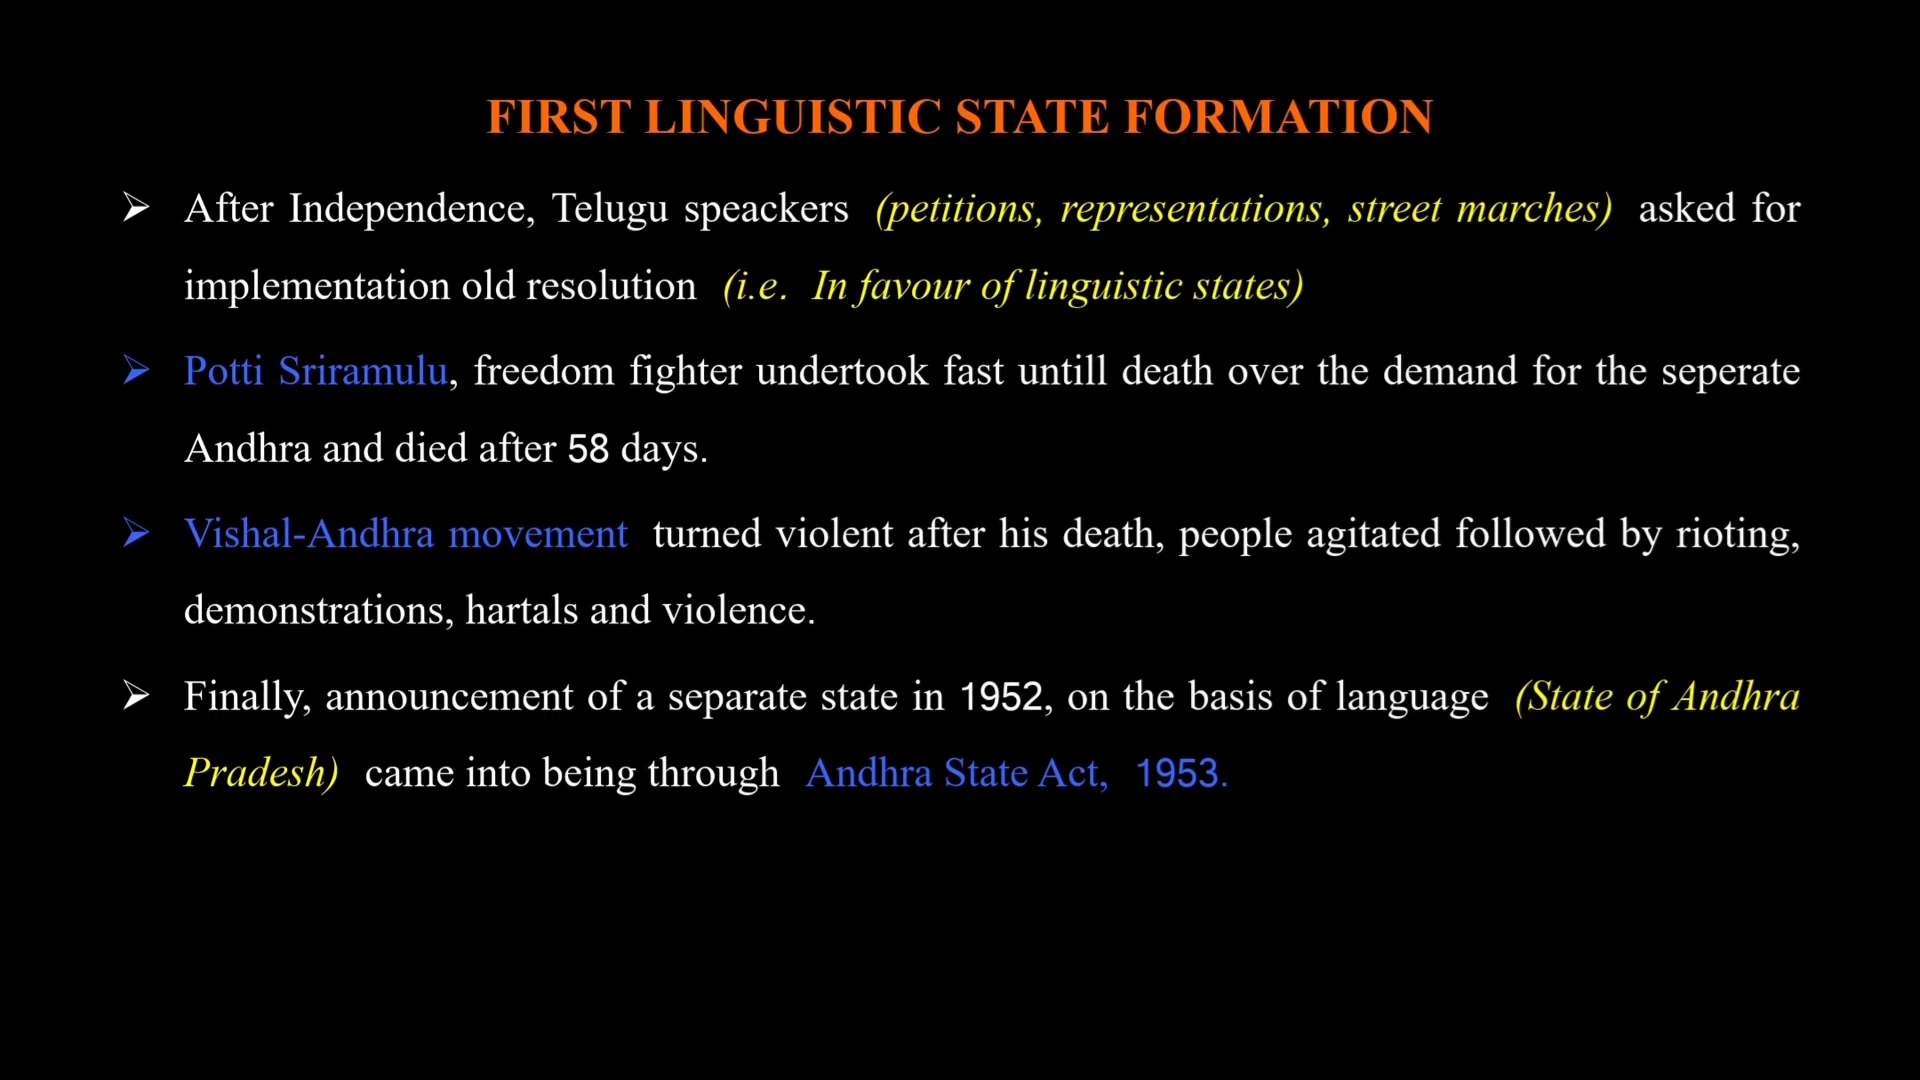 FIRST LINGUISTIC STATE FORMATION
➢ After Independence, Telugu speackers (petitions, representations, street marches) asked for
implementation old resolution (i.e. In favour of linguistic states)
➢ Potti Sriramulu, freedom fighter undertook fast untill death over the demand for the seperate
Andhra and died after 58 days.
➢ Vishal-Andhra movement turned violent after his death, people agitated followed by rioting,
demonstrations, hartals and violence.
➢ Finally, announcement of a separate state in 1952, on the basis of language (State of Andhra
Pradesh) came into being through Andhra State Act, 1953.